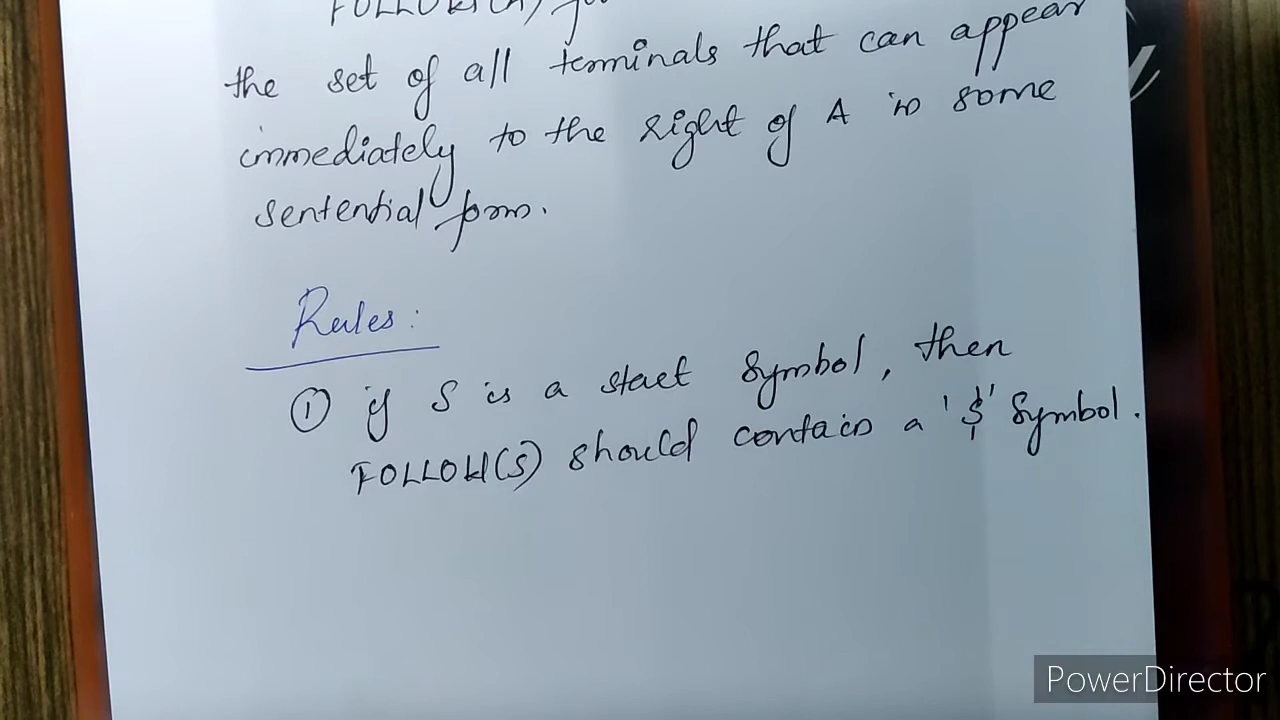 FOLLOW(A)
the set of all terminals that can appear
immediately to the right of A in some
sentential form.
Rules:
① if S is a start symbol, then
FOLLOW(S) should contain a '$' symbol.
PowerDirector